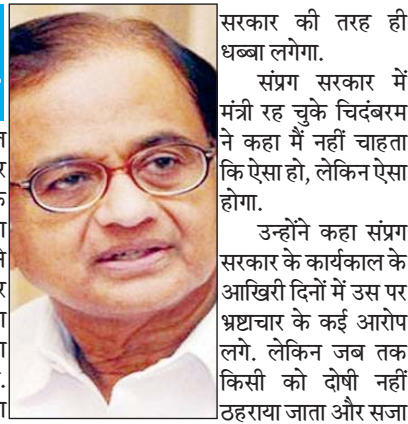 सरकार की तरह ही
धब्बा लगेगा.
संप्रग सरकार में
मंत्री रह चुके चिदंबरम
ने कहा मैं नहीं चाहता
कि ऐसा हो, लेकिन ऐसा
होगा.
उन्होंने कहा संप्रग
सरकार के कार्यकाल के
आखिरी दिनों में उस पर
भ्रष्टाचार के कई आरोप
लगे. लेकिन जब तक
किसी को दोषी नहीं
ठहराया जाता और सजा